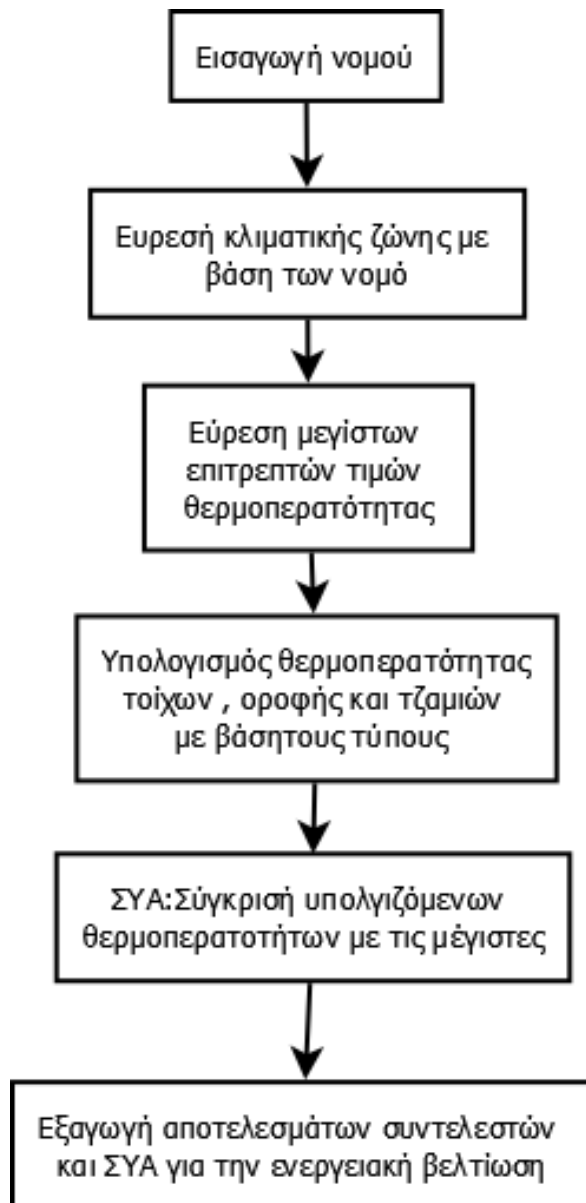 Εισαγωγή νομού
Ευρεσή κλιματικής ζώνης με
βάση των νομό
Εύρεση μεγίστων
επιτρεπτών τιμών
θερμοπερατότητας
Υπολογισμός θερμοπερατότητας
τοίχων , οροφής και τζαμιών
με βάσητους τύπους
ΣΥΑ:Σύγκρισή υπολγιζόμενων
θερμοπερατοτήτων με τις μέγιστες
Εξαγωγή αποτελεσμάτων συντελεστών
και ΣΥΑ για την ενεργειακή βελτίωση